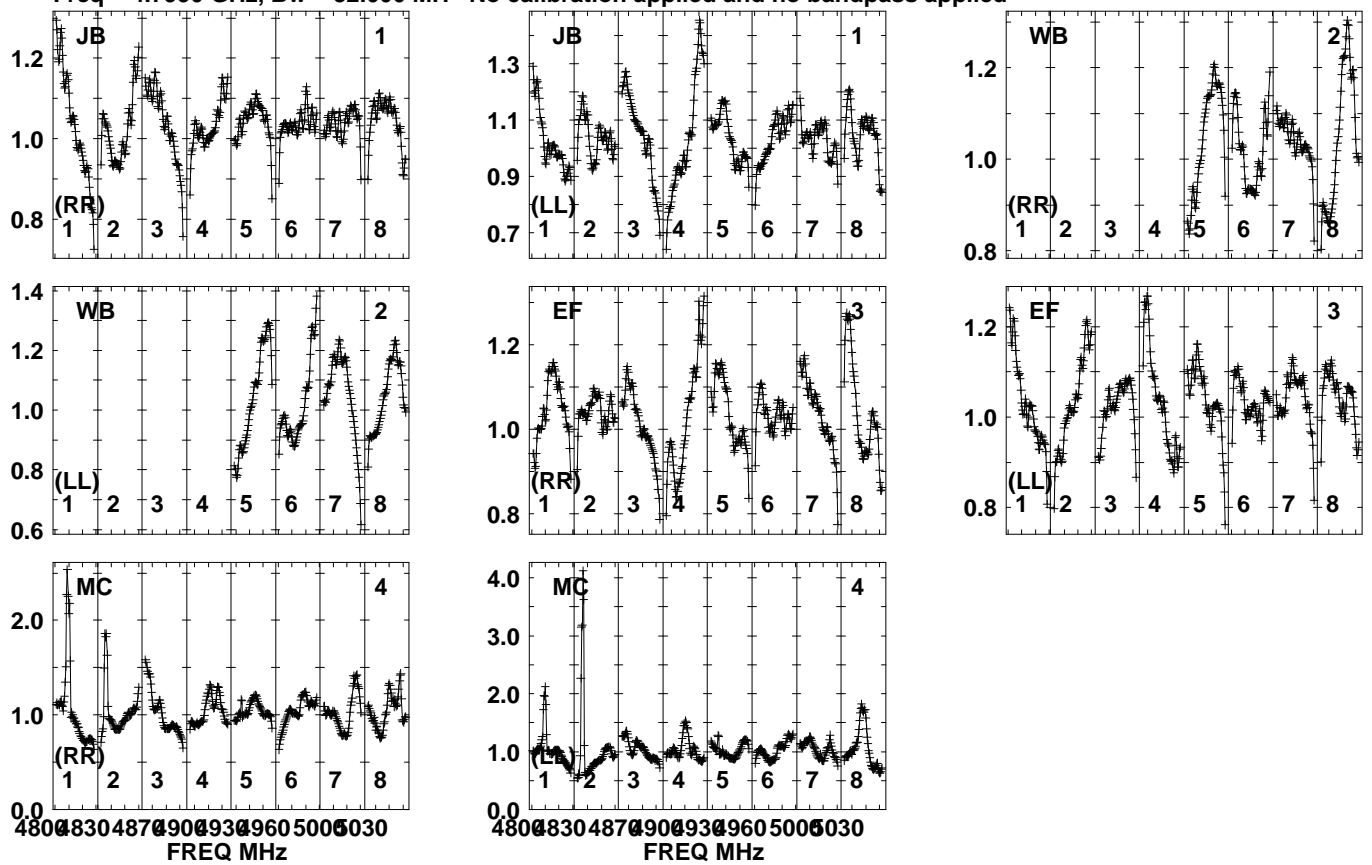 No calibration applied and no bandpass applied
JB 1
1.2
1.0
0.8
(RR)
1 2 3 4 5 6 7 8
JB 1
1.3
1.1
0.9
0.7
(LL)
1 2 3 4 5 6 7 8
WB 2
1.2
1.0
0.8
(RR)
1 2 3 4 5 6 7 8
WB 2
1.4
1.2
1.0
0.8
0.6
(LL)
1 2 3 4 5 6 7 8
EF 3
1.2
1.0
0.8
(RR)
1 2 3 4 5 6 7 8
EF 3
1.2
1.0
0.8
(LL)
1 2 3 4 5 6 7 8
MC 4
2.0
1.0
0.0
(RR)
1 2 3 4 5 6 7 8
4800 4830 4870 4900 4930 4960 5000 5030
FREQ MHz
MC 4
4.0
3.0
2.0
1.0
0.0
(LL)
1 2 3 4 5 6 7 8
4800 4830 4870 4900 4930 4960 5000 5030
FREQ MHz